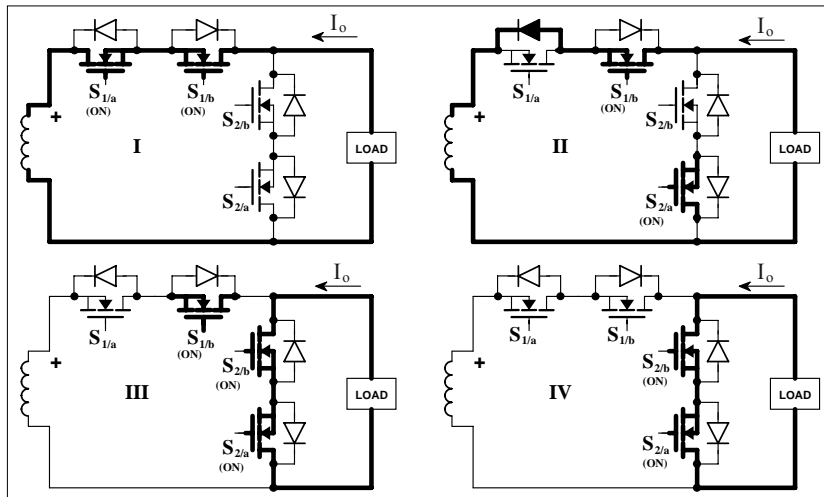 I_o
S_1/a
(ON)
S_1/b
(ON)
+
S_2/b
I
LOAD
S_2/a
I_o
S_1/a
S_1/b
(ON)
+
S_2/b
II
LOAD
S_2/a
(ON)
I_o
S_1/a
S_1/b
(ON)
+
S_2/b
(ON)
III
LOAD
S_2/a
(ON)
I_o
S_1/a
S_1/b
+
S_2/b
(ON)
IV
LOAD
S_2/a
(ON)